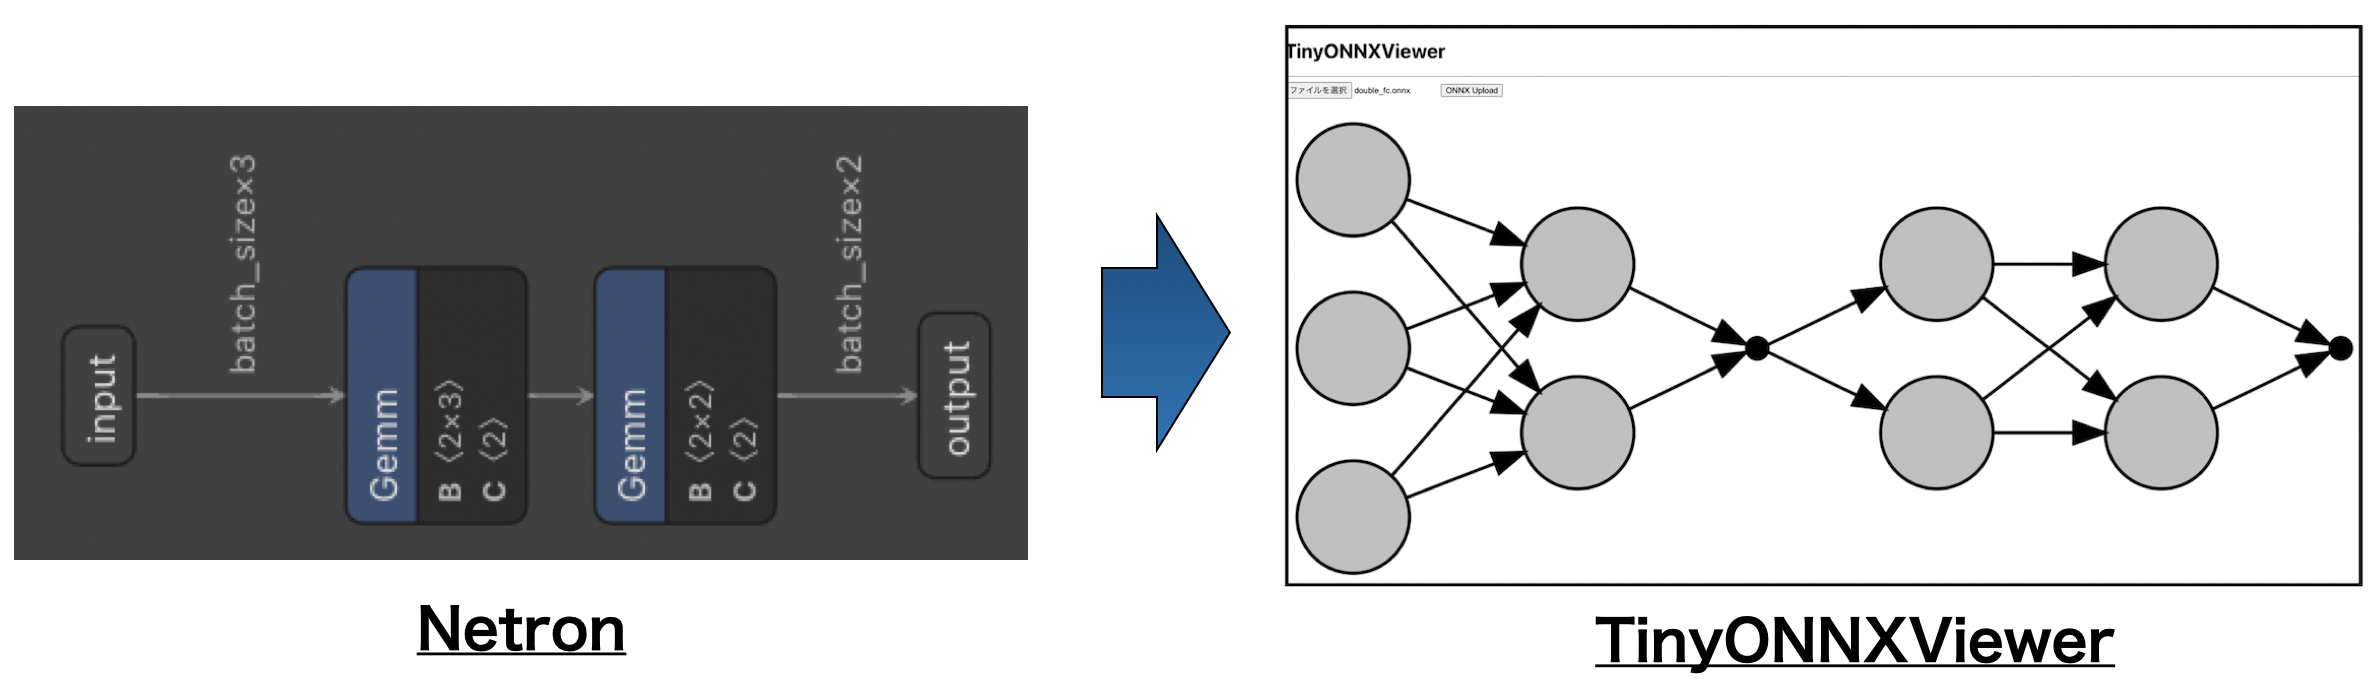 input
batch_size×3
Gemm
B ⟨2×3⟩
C ⟨2⟩
Gemm
B ⟨2×2⟩
C ⟨2⟩
batch_size×2
output
Netron
TinyONNXViewer
ファイルを選択 double_fc.onnx ONNX Upload
TinyONNXViewer